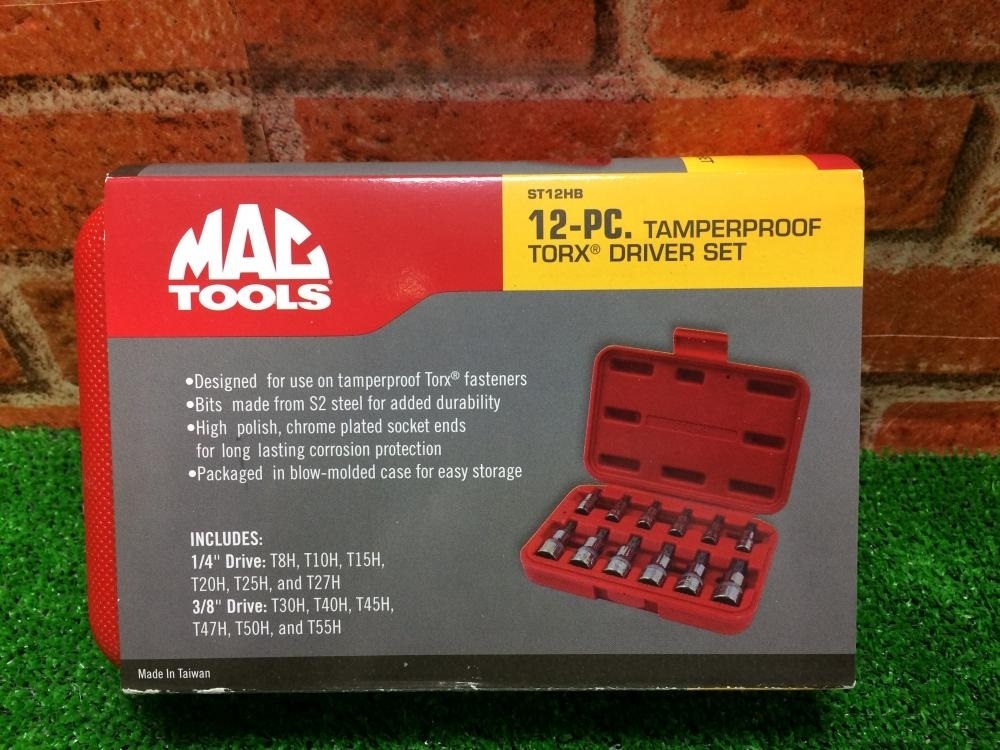 MAC
TOOLS
ST12HB
12-PC. TAMPERPROOF
TORX® DRIVER SET
•Designed for use on tamperproof Torx® fasteners
•Bits made from S2 steel for added durability
•High polish, chrome plated socket ends
for long lasting corrosion protection
•Packaged in blow-molded case for easy storage
INCLUDES:
1/4" Drive: T8H, T10H, T15H,
T20H, T25H, and T27H
3/8" Drive: T30H, T40H, T45H,
T47H, T50H, and T55H
Made In Taiwan